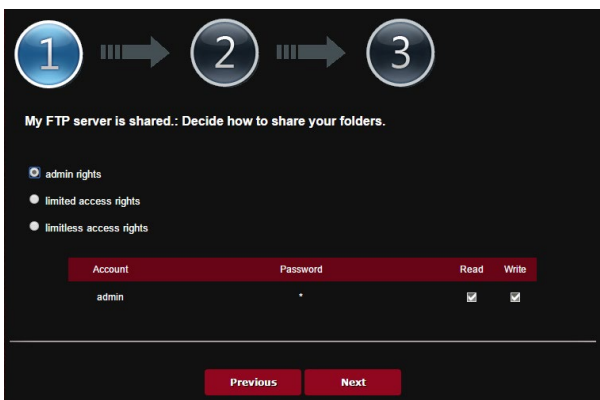 1 2 3
My FTP server is shared.: Decide how to share your folders.
admin rights
limited access rights
limitless access rights
Account Password Read Write
admin *
Previous Next